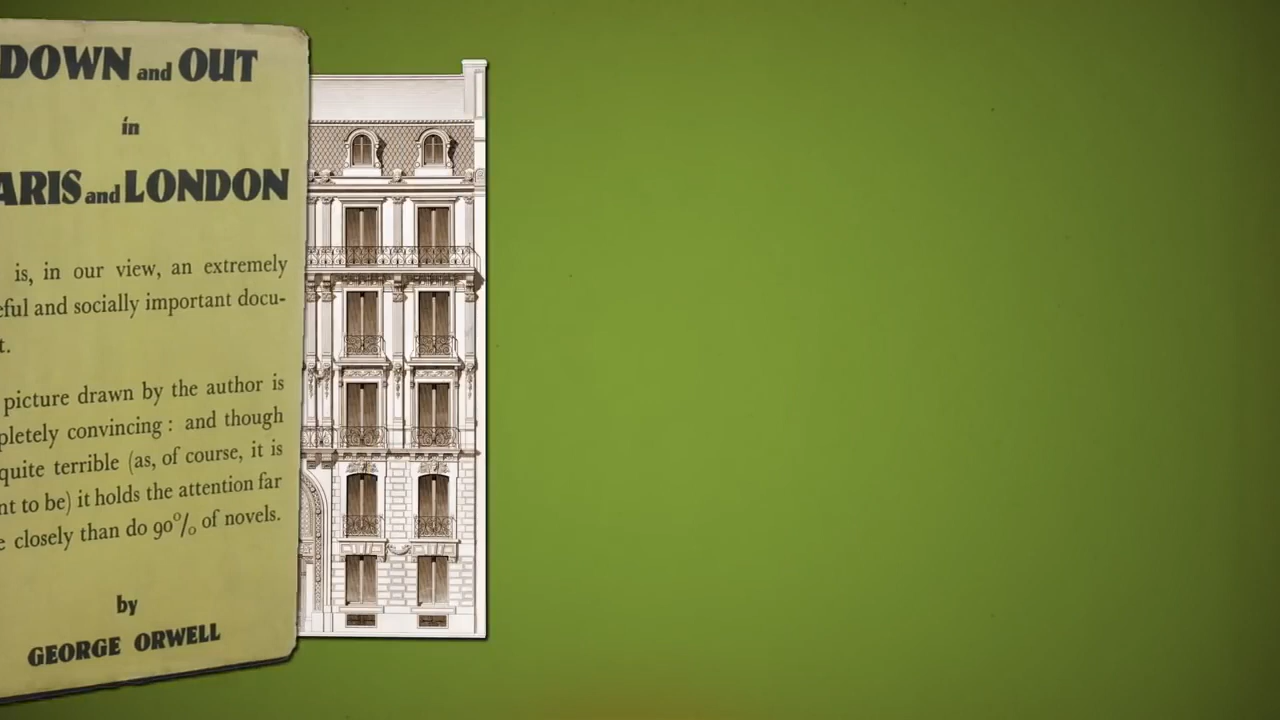 DOWN and OUT
in
ARIS and LONDON
is, in our view, an extremely
eful and socially important docu-
t.
picture drawn by the author is
pletely convincing : and though
quite terrible (as, of course, it is
nt to be) it holds the attention far
e closely than do 90% of novels.
by
GEORGE ORWELL